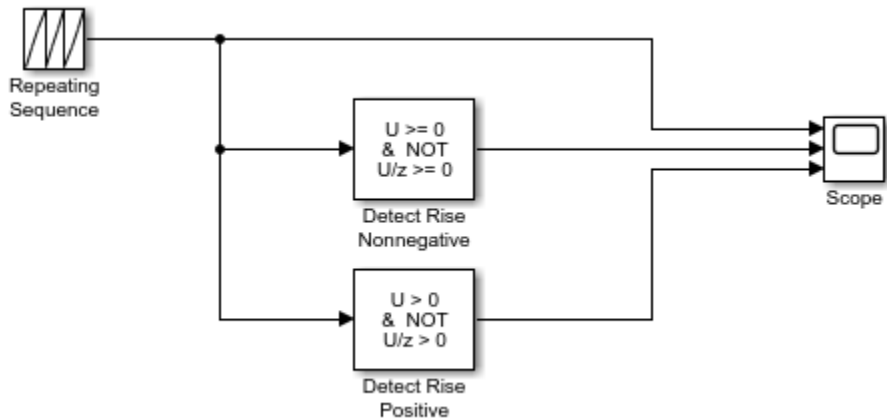 Repeating
Sequence
U >= 0
& NOT
U/z >= 0
Detect Rise
Nonnegative
Scope
U > 0
& NOT
U/z > 0
Detect Rise
Positive